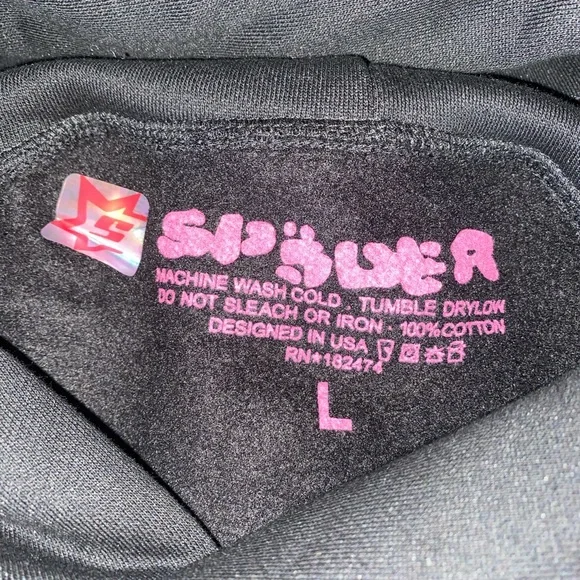 S
SP5DER
MACHINE WASH COLD . TUMBLE DRYLOW
DO NOT SLEACH OR IRON · 100% COTTON
DESIGNED IN USA
RN*182474
L